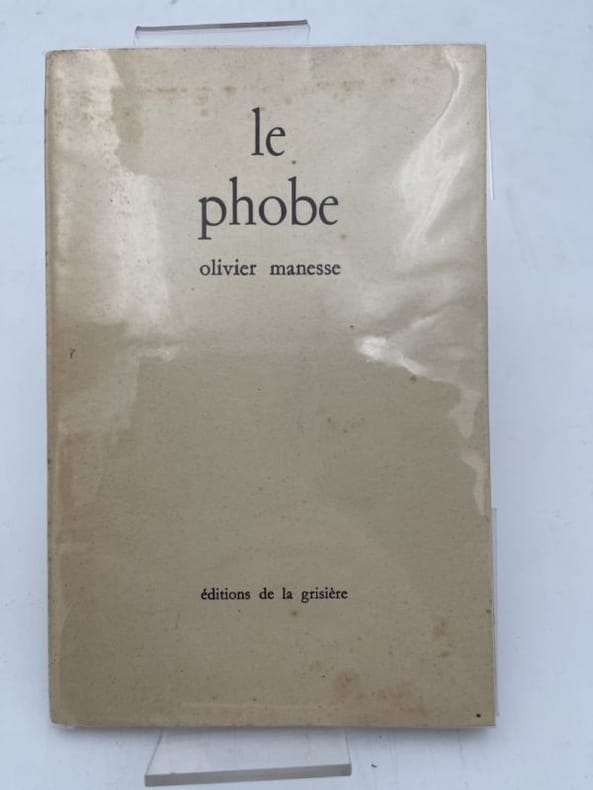 le
phobe
olivier manesse
éditions de la grisière